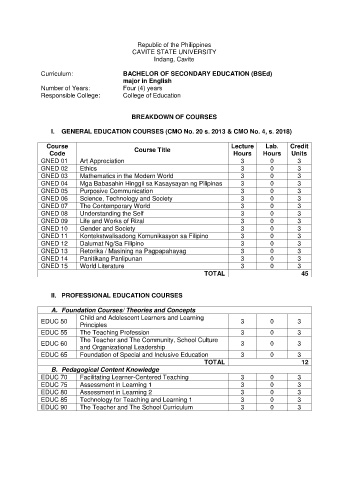 Republic of the Philippines
CAVITE STATE UNIVERSITY
Indang, Cavite
Curriculum: BACHELOR OF SECONDARY EDUCATION (BSEd)
major in English
Number of Years: Four (4) years
Responsible College: College of Education
BREAKDOWN OF COURSES
I. GENERAL EDUCATION COURSES (CMO No. 20 s. 2013 & CMO No. 4, s. 2018)
Course Code Course Title Lecture Hours Lab. Hours Credit Units
GNED 01 Art Appreciation 3 0 3
GNED 02 Ethics 3 0 3
GNED 03 Mathematics in the Modern World 3 0 3
GNED 04 Mga Babasahin Hinggil sa Kasaysayan ng Pilipinas 3 0 3
GNED 05 Purposive Communication 3 0 3
GNED 06 Science, Technology and Society 3 0 3
GNED 07 The Contemporary World 3 0 3
GNED 08 Understanding the Self 3 0 3
GNED 09 Life and Works of Rizal 3 0 3
GNED 10 Gender and Society 3 0 3
GNED 11 Kontekstwalisadong Komunikasyon sa Filipino 3 0 3
GNED 12 Dalumat Ng/Sa Filipino 3 0 3
GNED 13 Retorika / Masining na Pagpapahayag 3 0 3
GNED 14 Panitikang Panlipunan 3 0 3
GNED 15 World Literature 3 0 3
TOTAL 45
II. PROFESSIONAL EDUCATION COURSES
A. Foundation Courses/ Theories and Concepts
EDUC 50 Child and Adolescent Learners and Learning Principles 3 0 3
EDUC 55 The Teaching Profession 3 0 3
EDUC 60 The Teacher and The Community, School Culture and Organizational Leadership 3 0 3
EDUC 65 Foundation of Special and Inclusive Education 3 0 3
TOTAL 12
B. Pedagogical Content Knowledge
EDUC 70 Facilitating Learner-Centered Teaching 3 0 3
EDUC 75 Assessment in Learning 1 3 0 3
EDUC 80 Assessment in Learning 2 3 0 3
EDUC 85 Technology for Teaching and Learning 1 3 0 3
EDUC 90 The Teacher and The School Curriculum 3 0 3